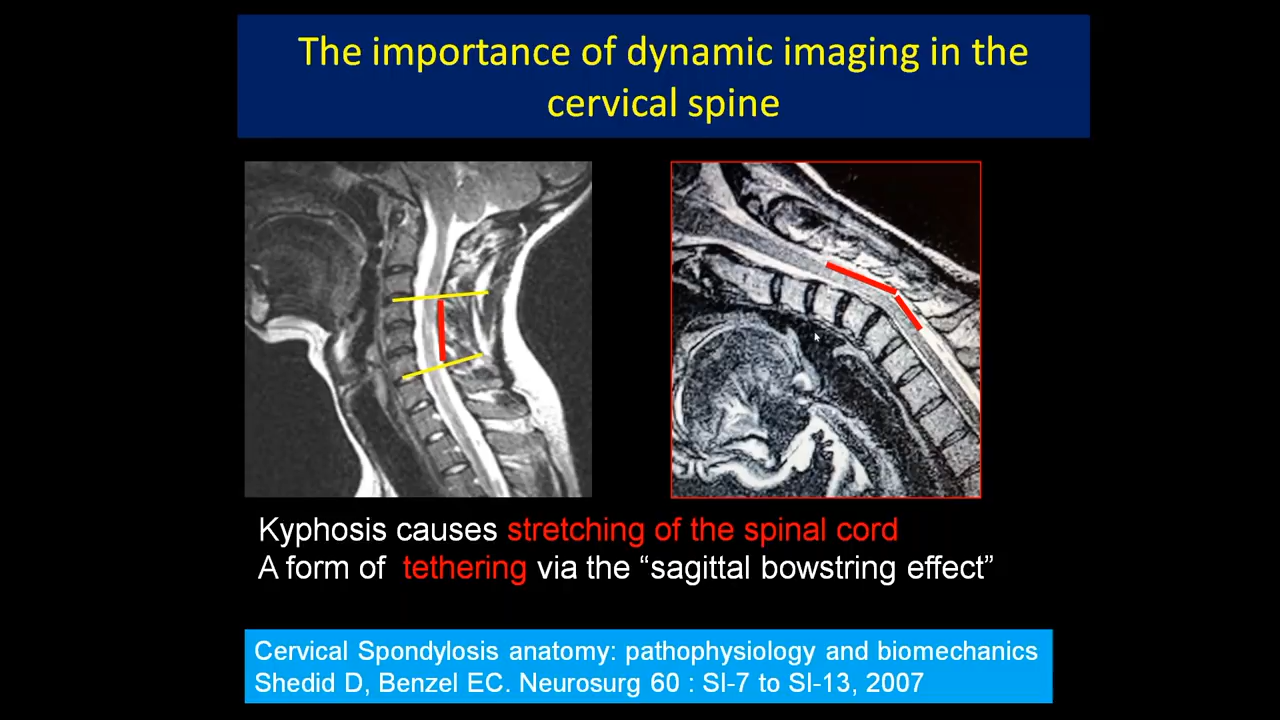 The importance of dynamic imaging in the
cervical spine
Kyphosis causes stretching of the spinal cord
A form of tethering via the “sagittal bowstring effect”
Cervical Spondylosis anatomy: pathophysiology and biomechanics
Shedid D, Benzel EC. Neurosurg 60 : SI-7 to SI-13, 2007